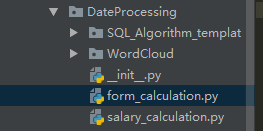 DateProcessing
SQL_Algorithm_templat
WordCloud
__init__.py
form_calculation.py
salary_calculation.py